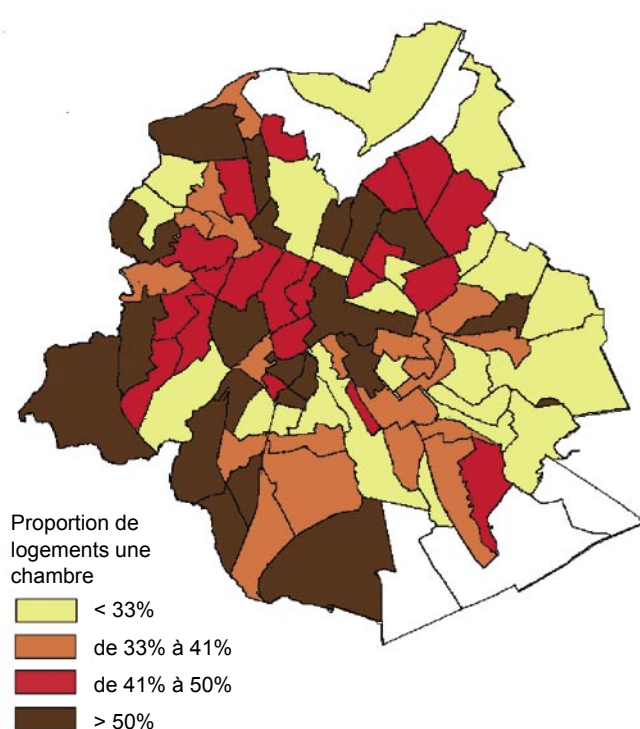 Proportion de
logements une
chambre
< 33%
de 33% à 41%
de 41% à 50%
> 50%